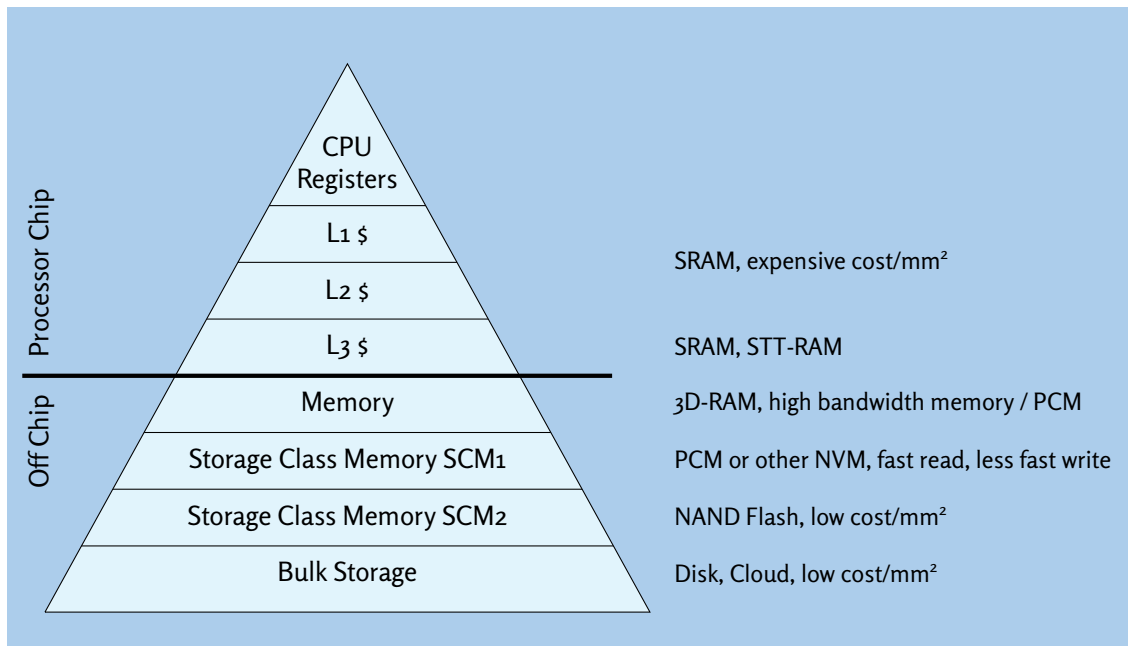 CPU
Registers
L1 $
L2 $
SRAM, expensive cost/mm²
L3 $
SRAM, STT-RAM
Processor Chip
Memory
3D-RAM, high bandwidth memory / PCM
Storage Class Memory SCM1
PCM or other NVM, fast read, less fast write
Storage Class Memory SCM2
NAND Flash, low cost/mm²
Bulk Storage
Disk, Cloud, low cost/mm²
Off Chip